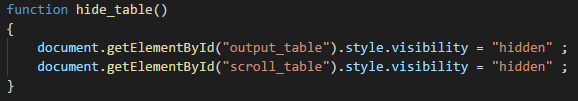 function hide_table()
{
    document.getElementById("output_table").style.visibility = "hidden" ;
    document.getElementById("scroll_table").style.visibility = "hidden" ;
}